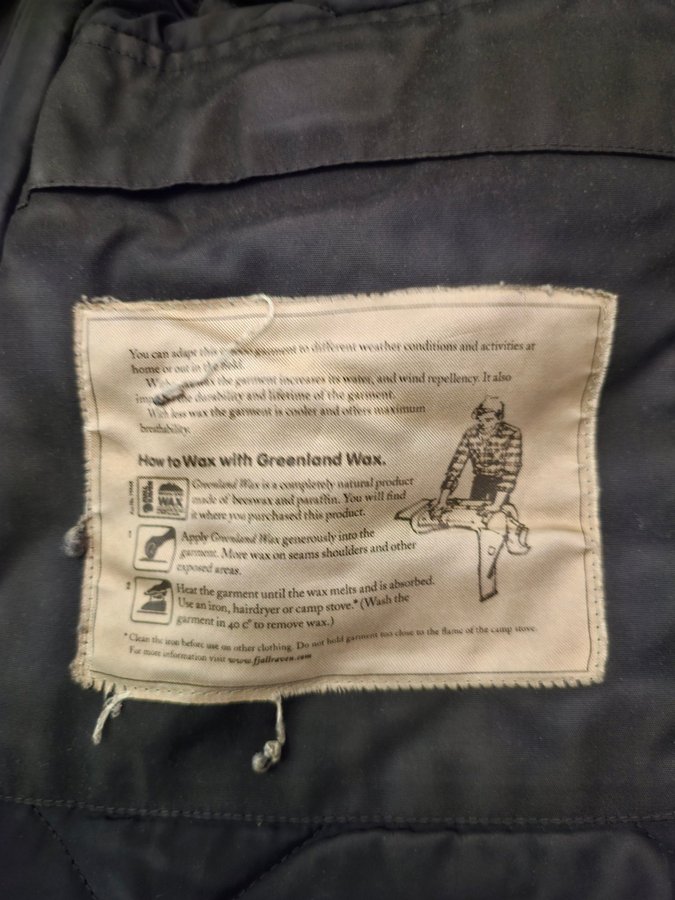 You can adapt this garment to different weather conditions and activities at
home or out in the field.
With wax the garment increases its water, and wind repellency. It also
the durability and lifetime of the garment.
With less wax the garment is cooler and offers maximum
breathability.
How to Wax with Greenland Wax.
WAX
Greenland Wax is a completely natural product
made of beeswax and paraffin. You will find
it where you purchased this product.
1
Apply Greenland Wax generously into the
garment. More wax on seams shoulders and other
exposed areas.
2
Heat the garment until the wax melts and is absorbed.
Use an iron, hairdryer or camp stove.* (Wash the
garment in 40 c° to remove wax.)
* Clean the iron before use on other clothing. Do not hold garment too close to the flame of the camp stove.
For more information visit www.fjallraven.com